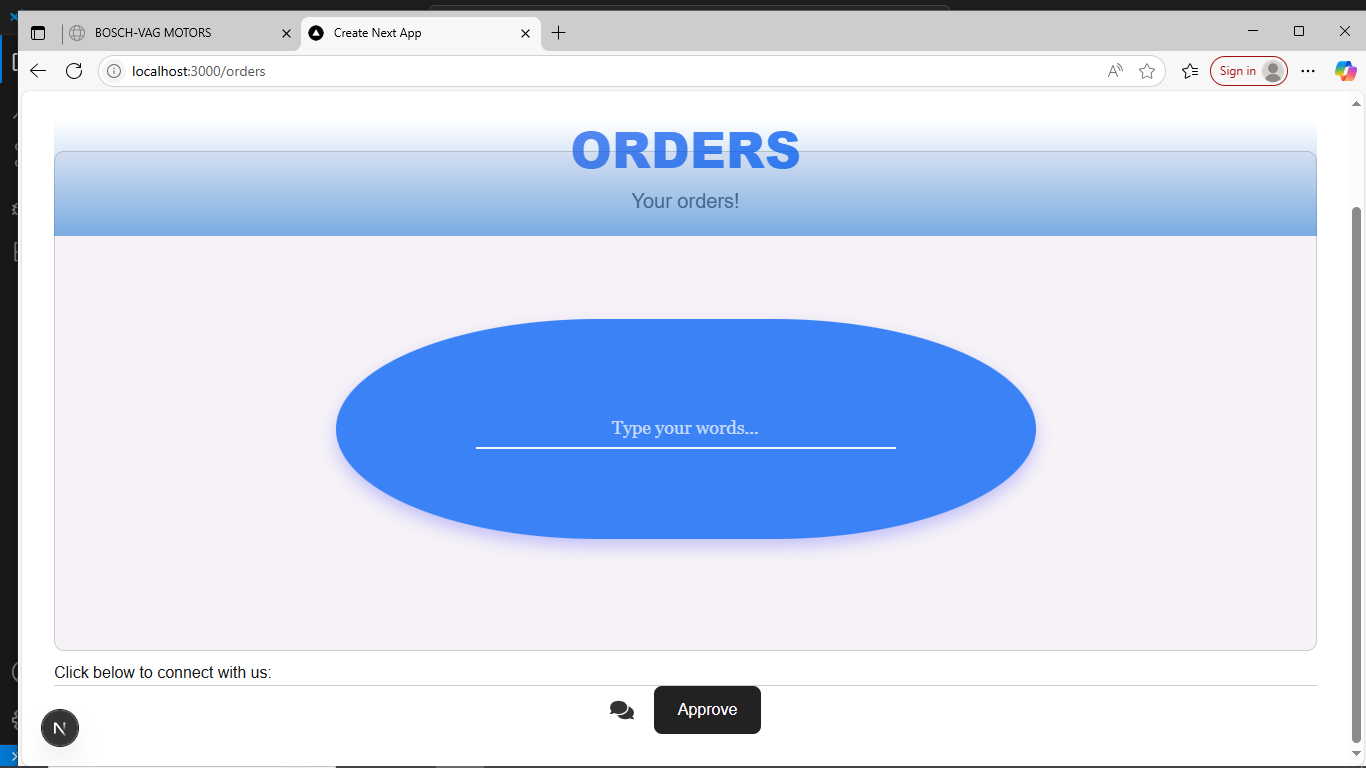 BOSCH-VAG MOTORS
Create Next App
localhost:3000/orders
Sign in
ORDERS
Your orders!
Type your words...
Click below to connect with us:
Approve
N